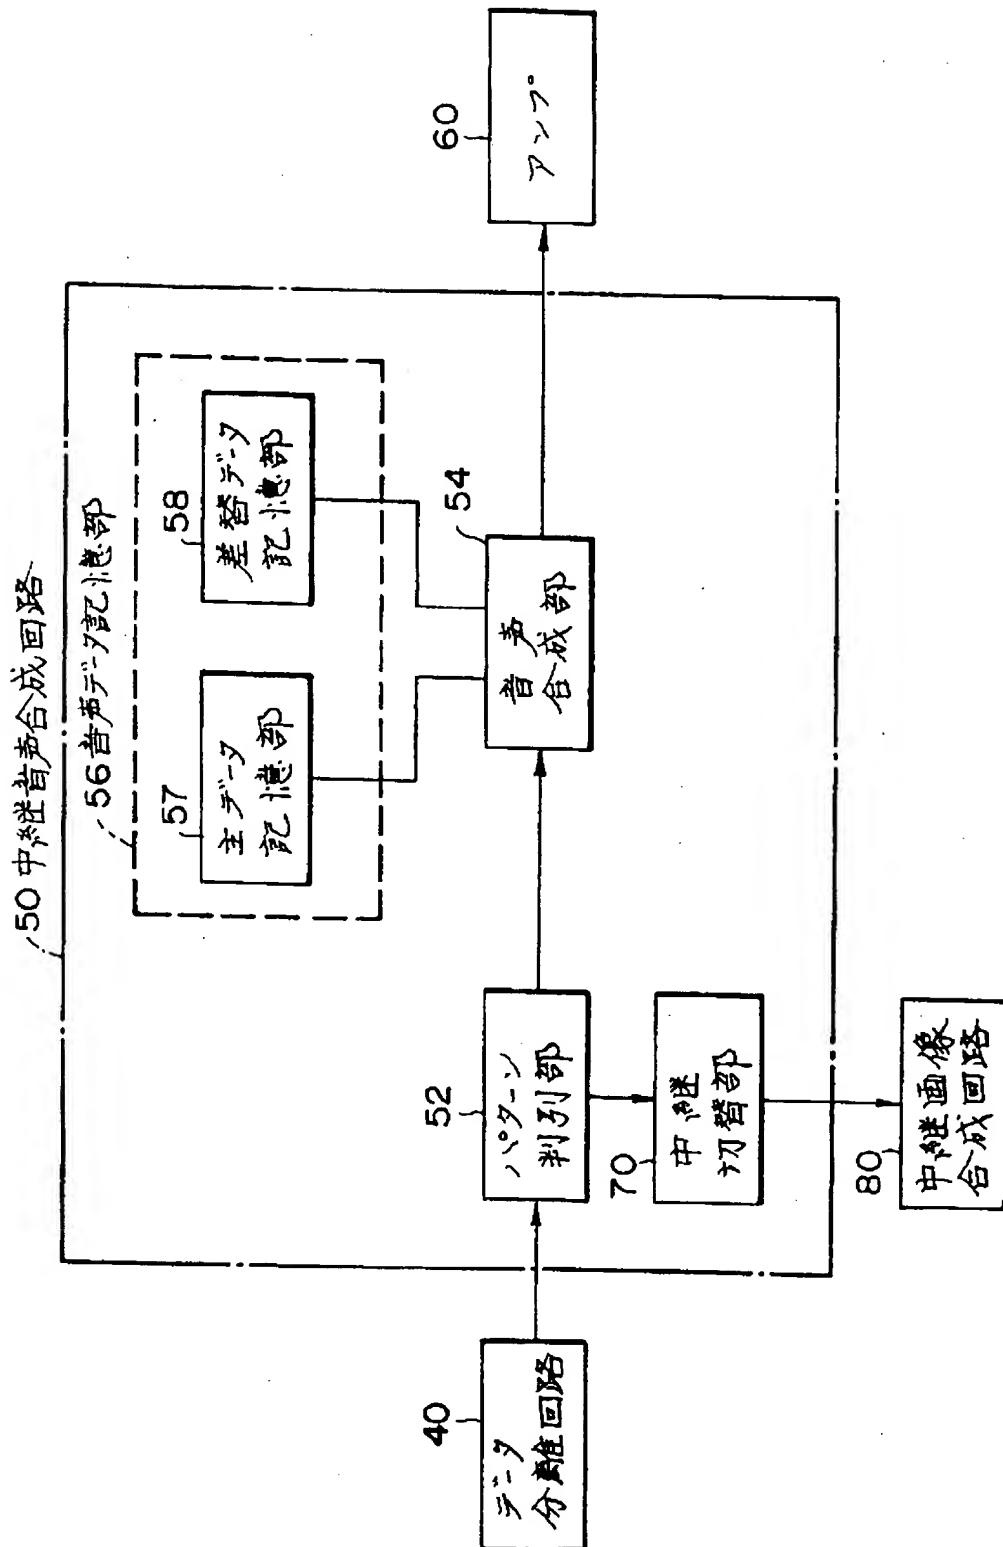 50 中継音声合成回路
56 音声データ記憶部
57
主データ
記憶部
58
差替データ
記憶部
40
データ
分離回路
52
パターン
判別部
54
音声
合成部
60
アンプ
70
中継
切替部
80
中継画像
合成回路